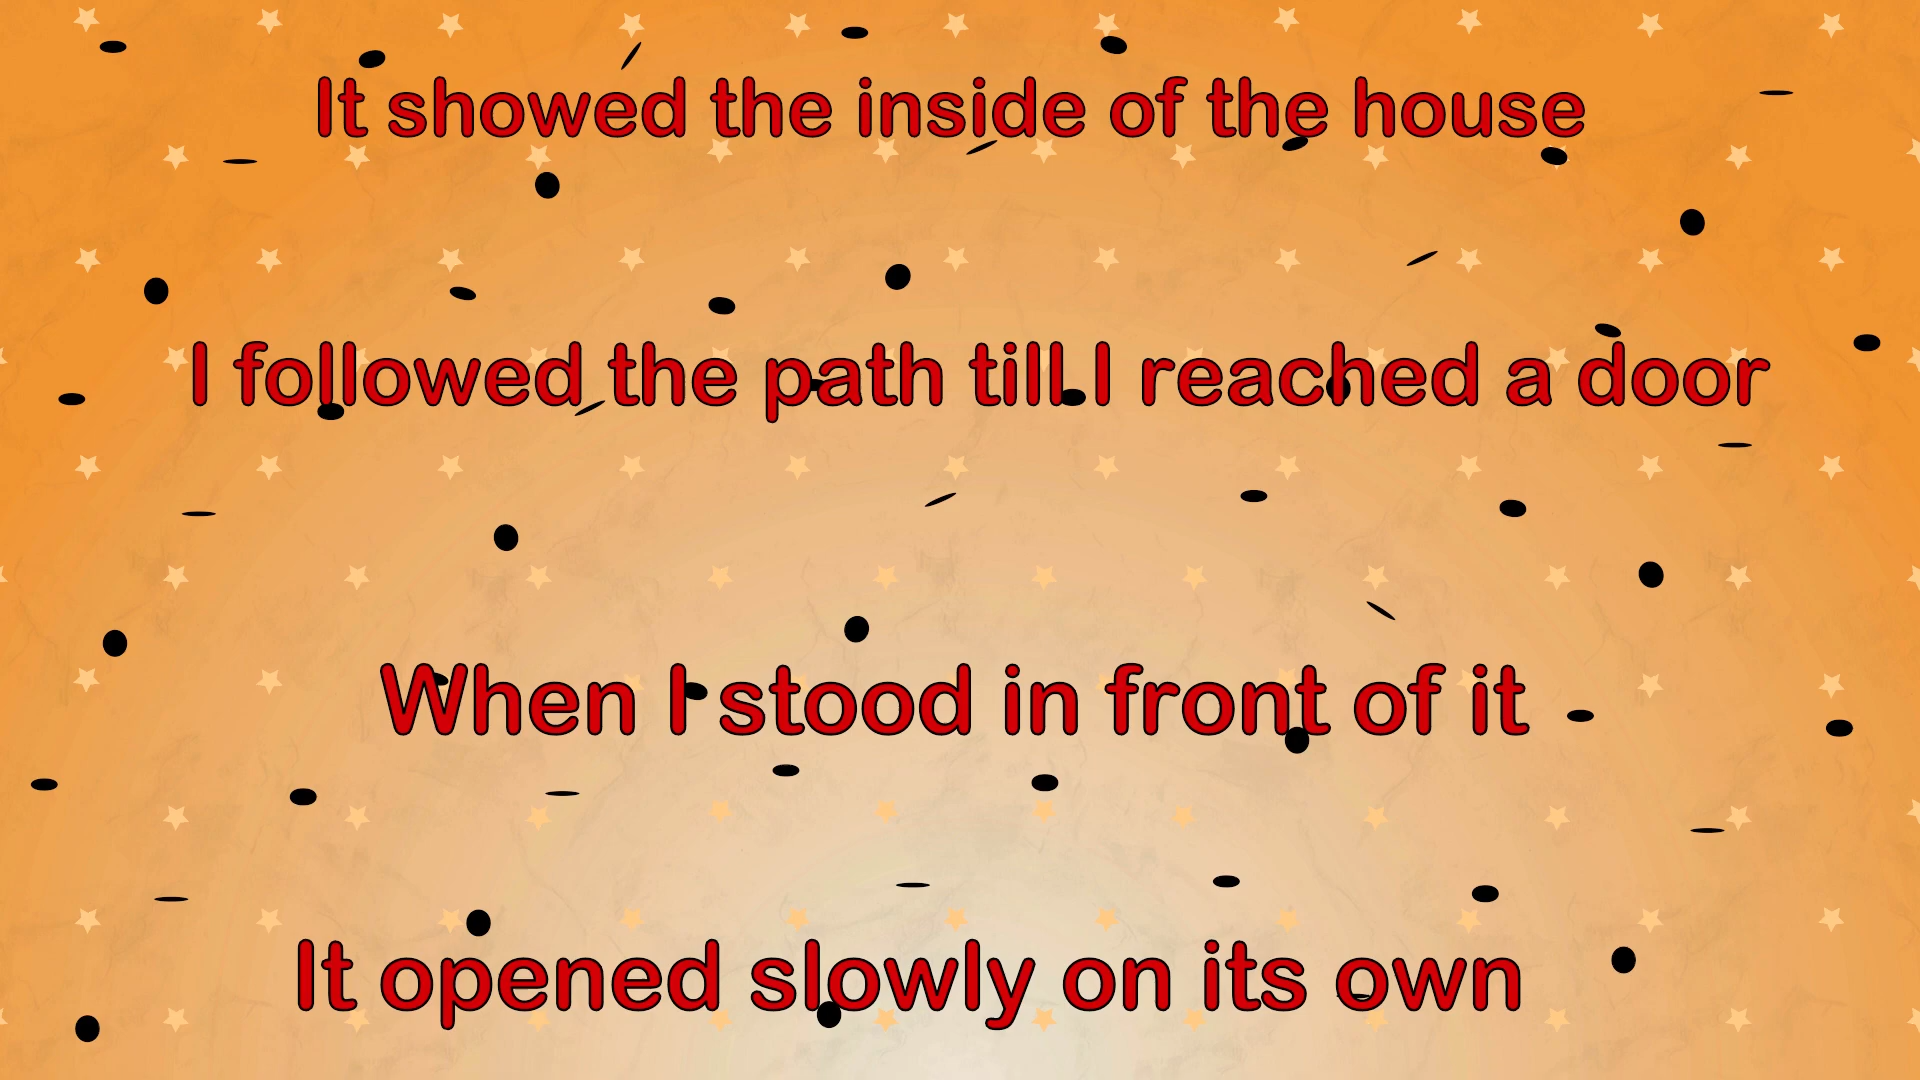 It showed the inside of the house
I followed the path till I reached a door
When I stood in front of it
It opened slowly on its own